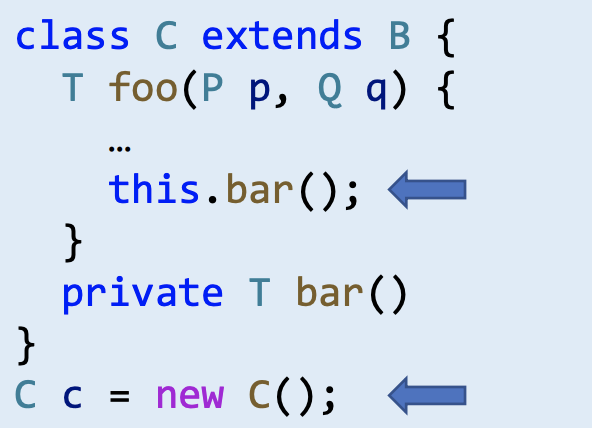 class C extends B {
T foo(P p, Q q) {
…
this.bar();
}
private T bar()
}
C c = new C();